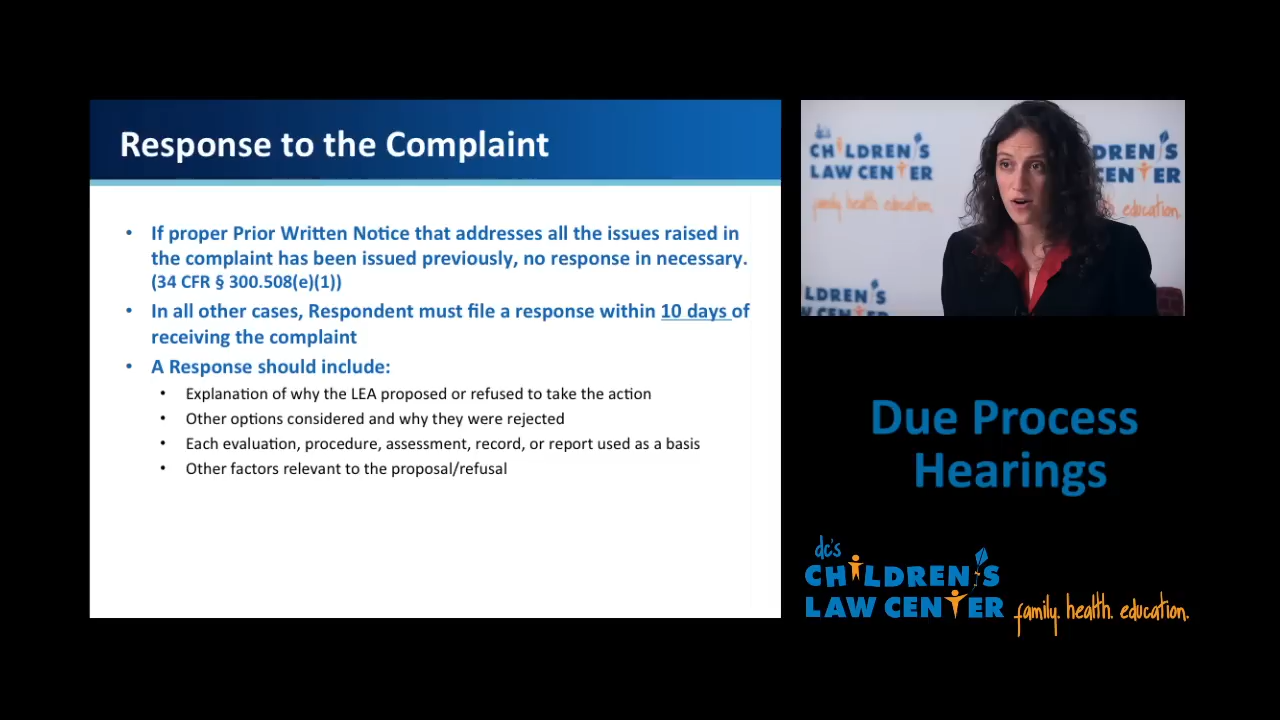 Response to the Complaint
• If proper Prior Written Notice that addresses all the issues raised in
the complaint has been issued previously, no response in necessary.
(34 CFR § 300.508(e)(1))
• In all other cases, Respondent must file a response within 10 days of
receiving the complaint
• A Response should include:
• Explanation of why the LEA proposed or refused to take the action
• Other options considered and why they were rejected
• Each evaluation, procedure, assessment, record, or report used as a basis
• Other factors relevant to the proposal/refusal
dc's
CHILDREN'S
LAW CENTER
family. health. education.
DREN'S
CENTER
education.
LDREN'S
W CENTER
Due Process
Hearings
dc's
CHILDREN'S
LAW CENTER
family. health. education.